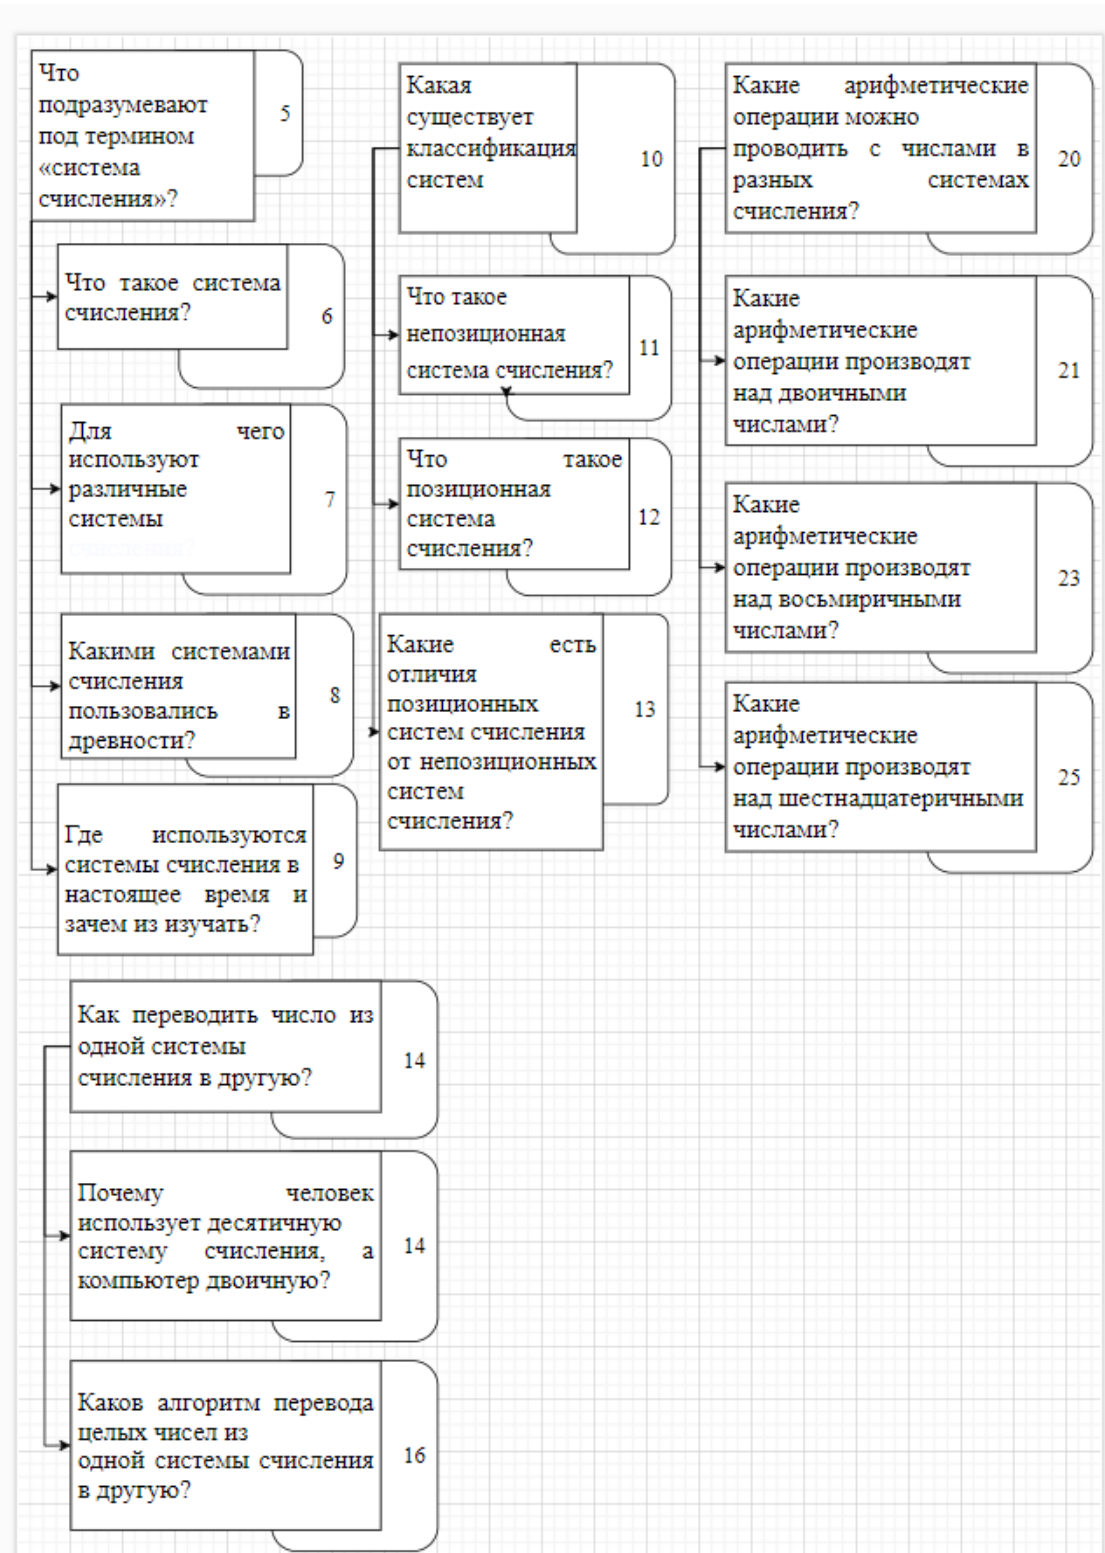 Что
подразумевают
под термином
«система
счисления»?
5
Что такое система
счисления?
6
Для чего
используют
различные
системы
7
Какими системами
счисления
пользовались в
древности?
8
Где используются
системы счисления в
настоящее время и
зачем из изучать?
9
Какая
существует
классификация
систем
10
Что такое
непозиционная
система счисления?
11
Что такое
позиционная
система
счисления?
12
Какие есть
отличия
позиционных
систем счисления
от непозиционных
систем
счисления?
13
Какие арифметические
операции можно
проводить с числами в
разных системах
счисления?
20
Какие
арифметические
операции производят
над двоичными
числами?
21
Какие
арифметические
операции производят
над восьмиричными
числами?
23
Какие
арифметические
операции производят
над шестнадцатеричными
числами?
25
Как переводить число из
одной системы
счисления в другую?
14
Почему человек
использует десятичную
систему счисления, а
компьютер двоичную?
14
Каков алгоритм перевода
целых чисел из
одной системы счисления
в другую?
16